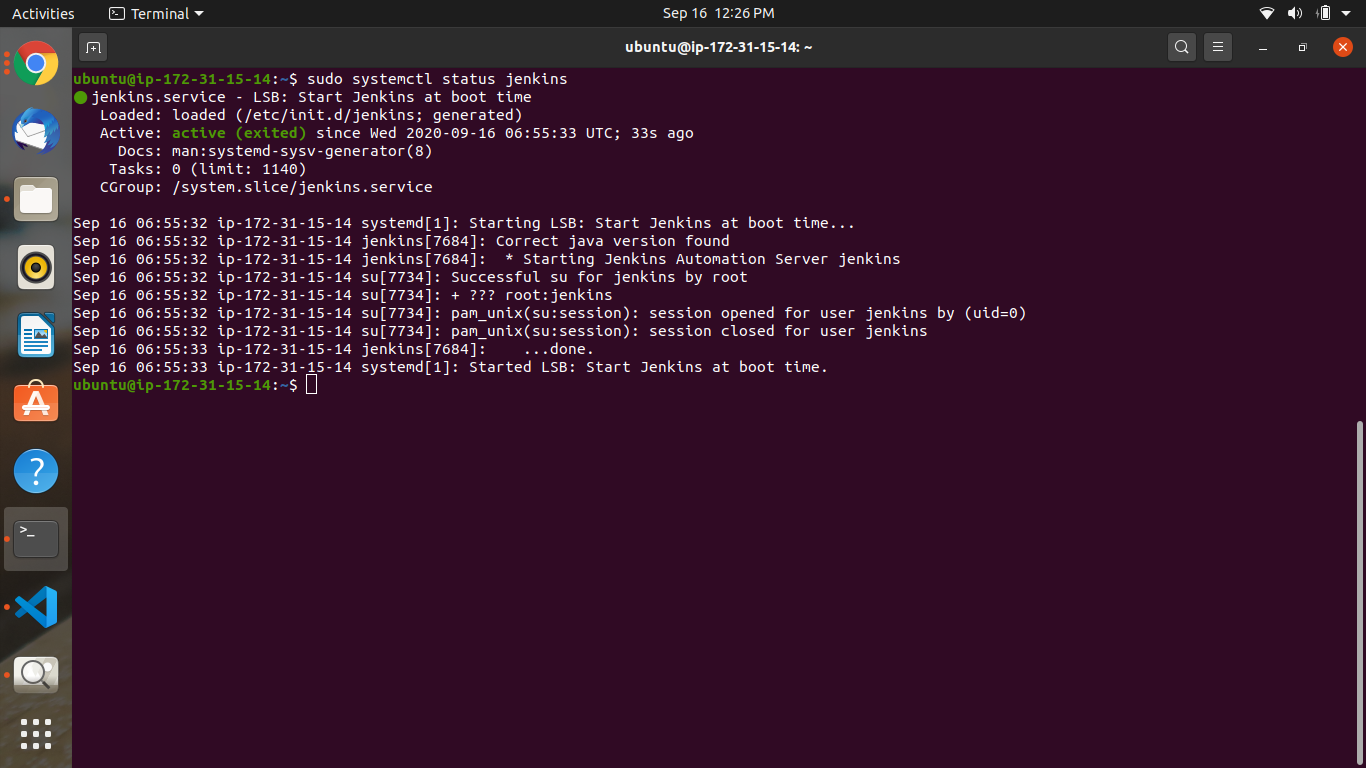 Activities
Terminal
Sep 16 12:26 PM
ubuntu@ip-172-31-15-14: ~
ubuntu@ip-172-31-15-14:~$ sudo systemctl status jenkins
● jenkins.service - LSB: Start Jenkins at boot time
   Loaded: loaded (/etc/init.d/jenkins; generated)
   Active: active (exited) since Wed 2020-09-16 06:55:33 UTC; 33s ago
     Docs: man:systemd-sysv-generator(8)
    Tasks: 0 (limit: 1140)
   CGroup: /system.slice/jenkins.service
Sep 16 06:55:32 ip-172-31-15-14 systemd[1]: Starting LSB: Start Jenkins at boot time...
Sep 16 06:55:32 ip-172-31-15-14 jenkins[7684]: Correct java version found
Sep 16 06:55:32 ip-172-31-15-14 jenkins[7684]:  * Starting Jenkins Automation Server jenkins
Sep 16 06:55:32 ip-172-31-15-14 su[7734]: Successful su for jenkins by root
Sep 16 06:55:32 ip-172-31-15-14 su[7734]: + ??? root:jenkins
Sep 16 06:55:32 ip-172-31-15-14 su[7734]: pam_unix(su:session): session opened for user jenkins by (uid=0)
Sep 16 06:55:32 ip-172-31-15-14 su[7734]: pam_unix(su:session): session closed for user jenkins
Sep 16 06:55:33 ip-172-31-15-14 jenkins[7684]:    ...done.
Sep 16 06:55:33 ip-172-31-15-14 systemd[1]: Started LSB: Start Jenkins at boot time.
ubuntu@ip-172-31-15-14:~$